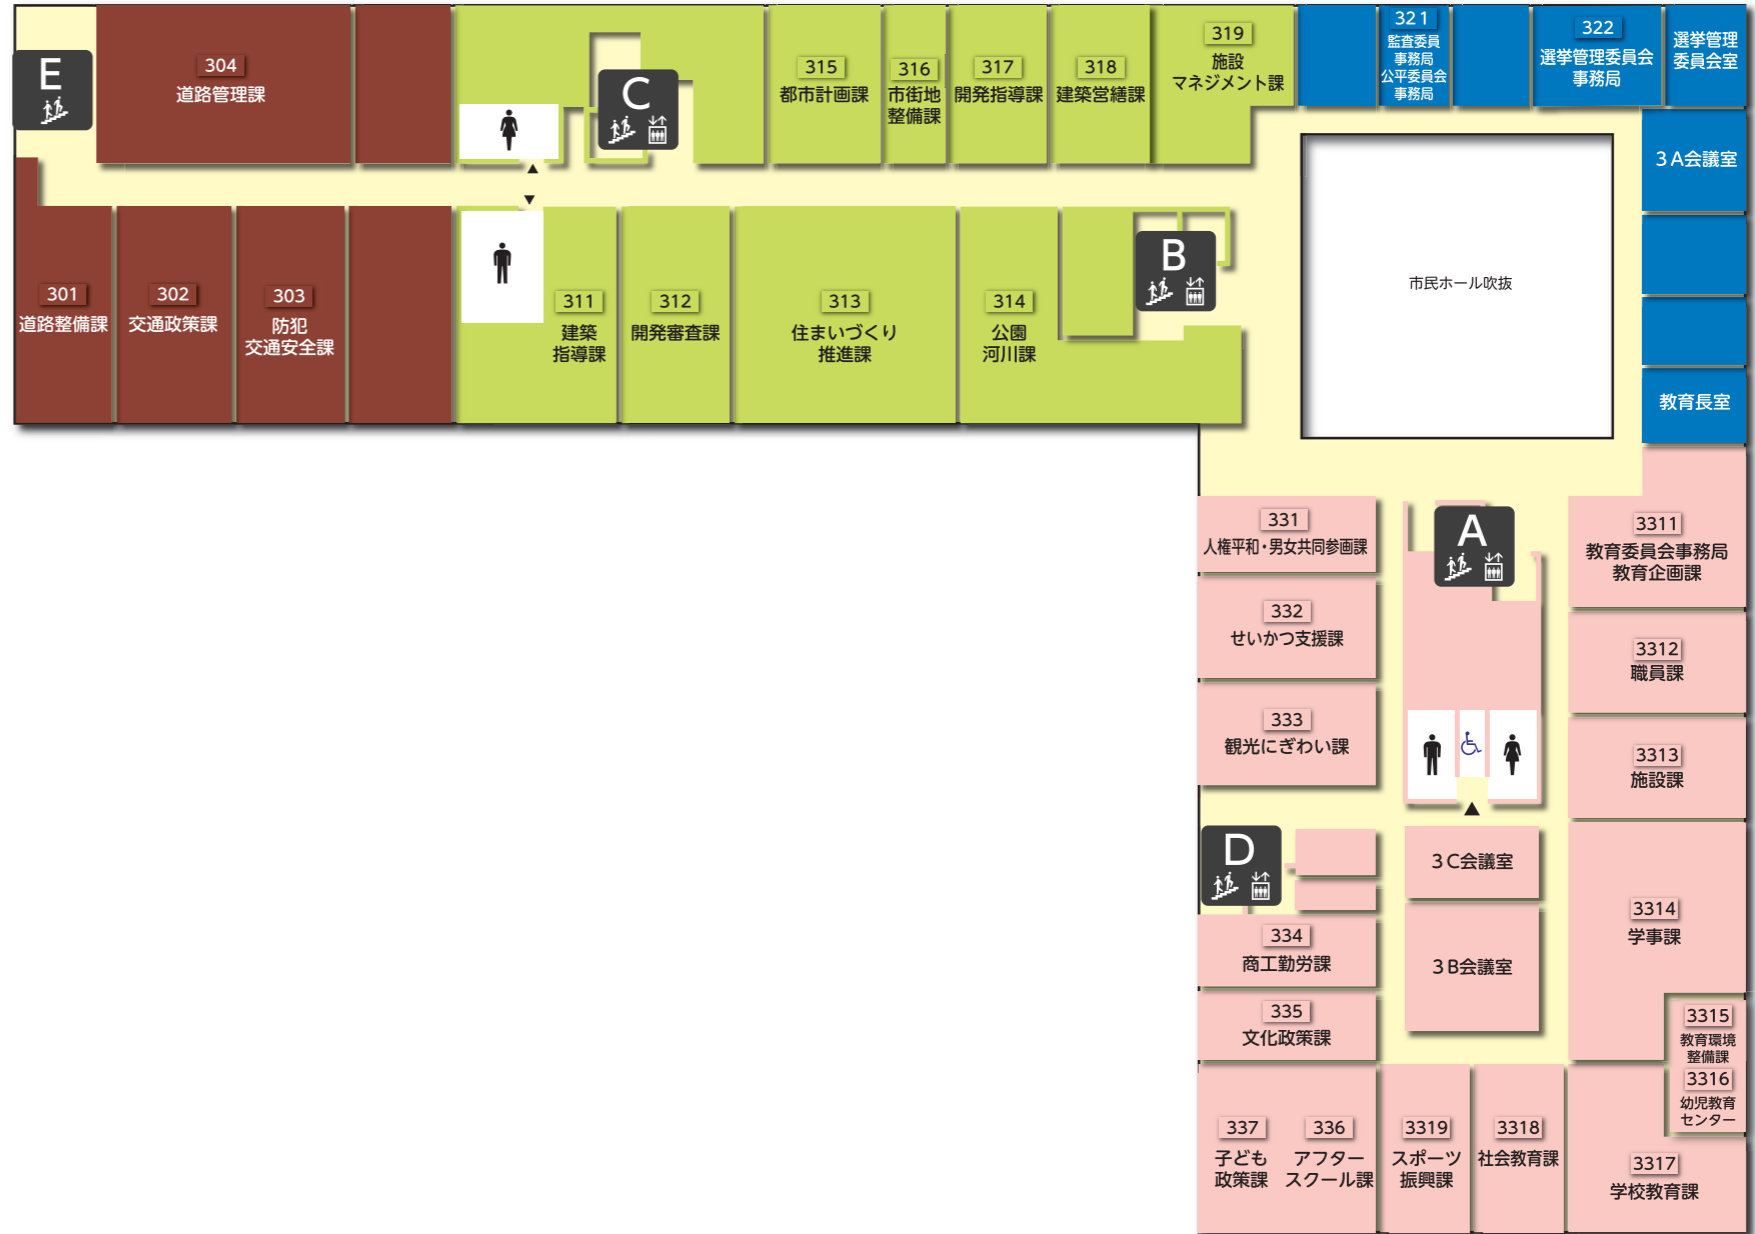 E
304
道路管理課
C
315
都市計画課
316
市街地
整備課
317
開発指導課
318
建築営繕課
319
施設
マネジメント課
321
監査委員
事務局
公平委員会
事務局
322
選挙管理委員会
事務局
選挙管理
委員会室
3A会議室
301
道路整備課
302
交通政策課
303
防犯
交通安全課
311
建築
指導課
312
開発審査課
313
住まいづくり
推進課
314
公園
河川課
B
市民ホール吹抜
教育長室
331
人権平和・男女共同参画課
A
3311
教育委員会事務局
教育企画課
332
せいかつ支援課
3312
職員課
333
観光にぎわい課
3313
施設課
D
3C会議室
334
商工勤労課
3B会議室
3314
学事課
335
文化政策課
3315
教育環境
整備課
3316
幼児教育
センター
337
子ども
政策課
336
アフター
スクール課
3319
スポーツ
振興課
3318
社会教育課
3317
学校教育課